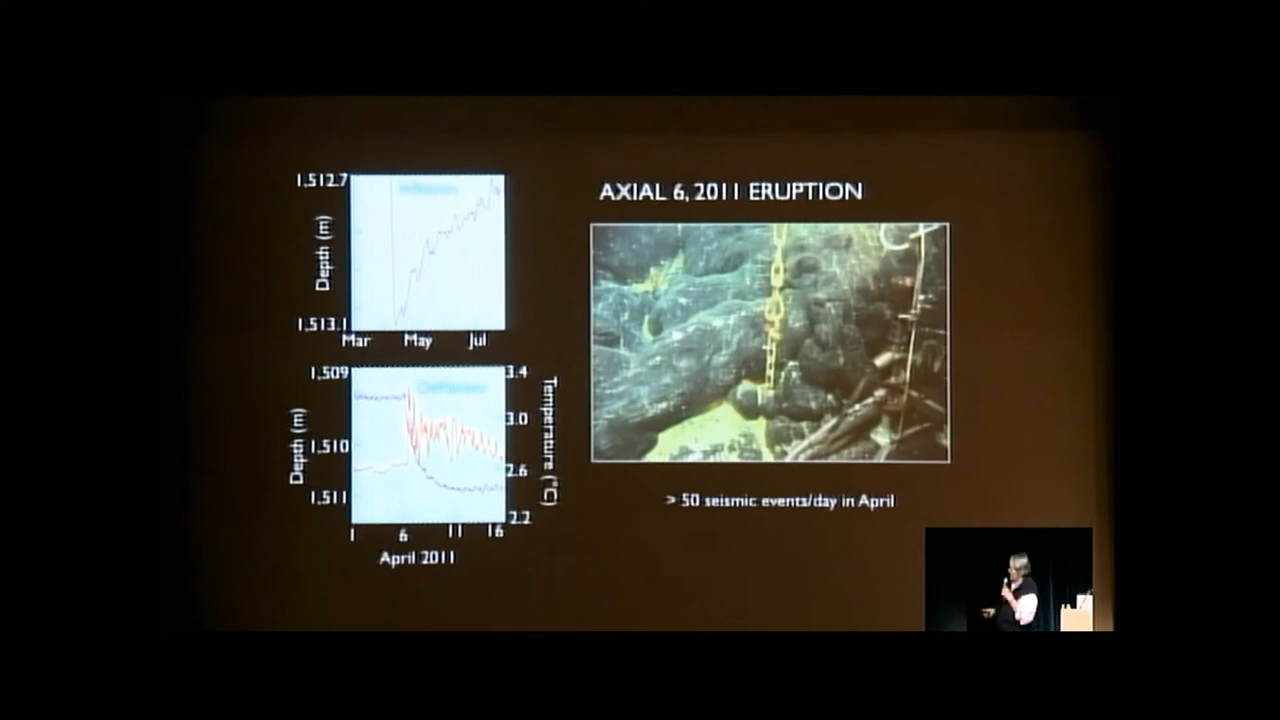 1,512.7
Inflation
Depth (m)
1,513.1
Mar May Jul
1,509
Deflation
3.4
3.0
Depth (m)
1,510
Temperature (°C)
2.6
1,511
2.2
1 6 11 16
April 2011
AXIAL 6, 2011 ERUPTION
> 50 seismic events/day in April